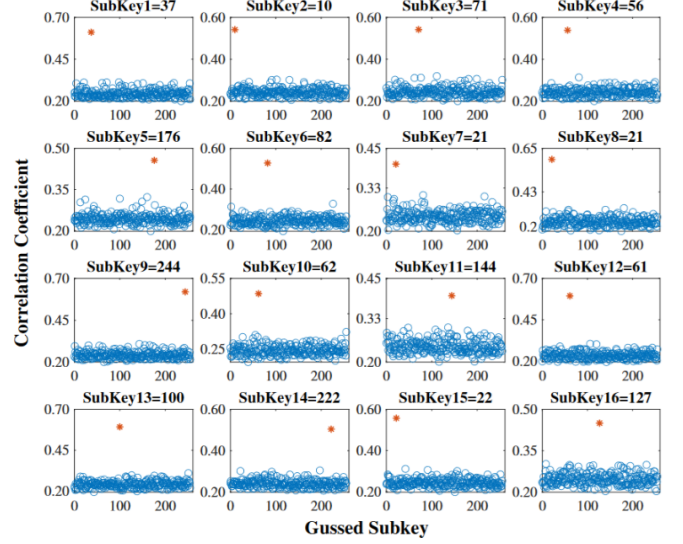 SubKey1=37 SubKey2=10 SubKey3=71 SubKey4=56
0.70 0.60 0.60 0.60
0.45 0.40 0.40 0.40
0.20 0.20 0.20 0.20
0 100 200 0 100 200 0 100 200 0 100 200
SubKey5=176 SubKey6=82 SubKey7=21 SubKey8=21
0.50 0.60 0.45 0.65
0.35 0.40 0.33 0.43
0.20 0.20 0.20 0.2
0 100 200 0 100 200 0 100 200 0 100 200
SubKey9=244 SubKey10=62 SubKey11=144 SubKey12=61
0.70 0.55 0.45 0.70
0.45 0.40 0.33 0.45
0.20 0.25 0.20 0.20
0 100 200 0 100 200 0 100 200 0 100 200
SubKey13=100 SubKey14=222 SubKey15=22 SubKey16=127
0.70 0.60 0.60 0.50
0.45 0.40 0.40 0.35
0.20 0.20 0.20 0.20
0 100 200 0 100 200 0 100 200 0 100 200
Correlation Coefficient
Gussed Subkey